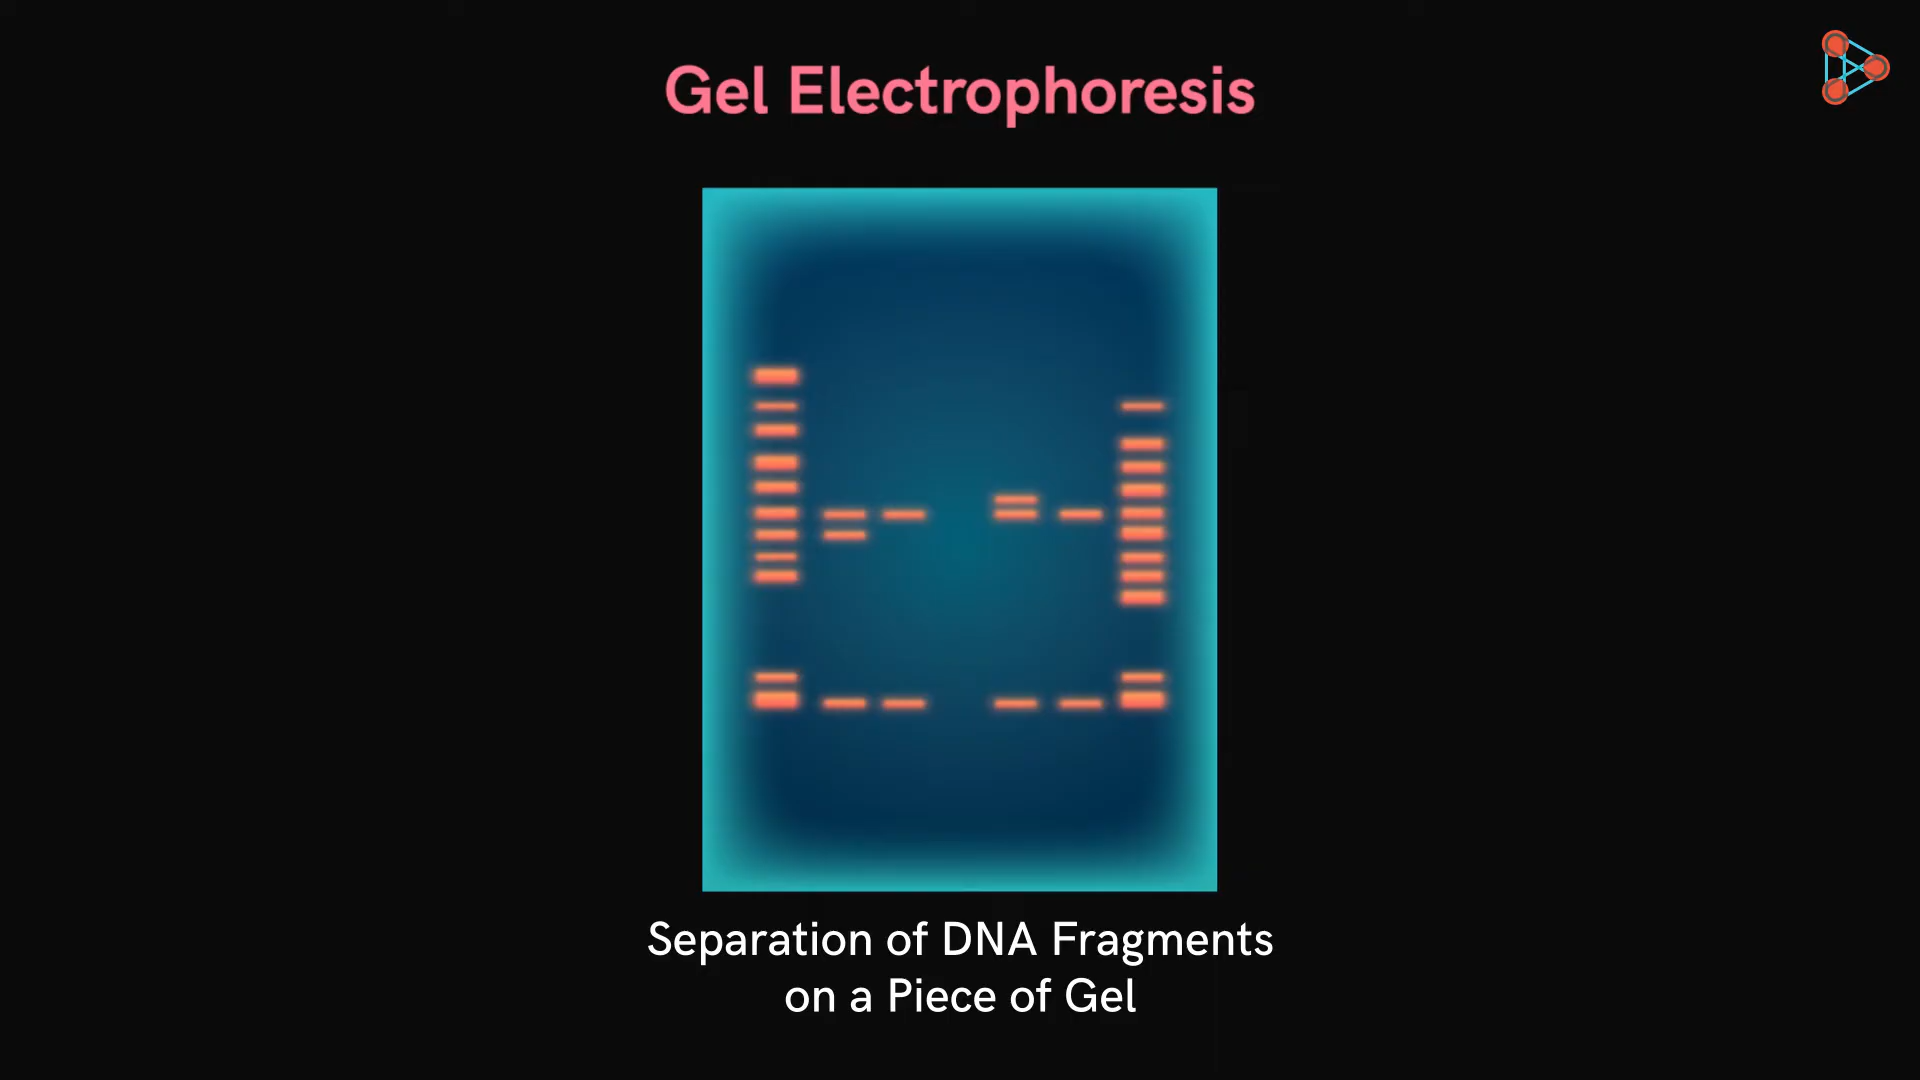 Gel Electrophoresis
Separation of DNA Fragments
on a Piece of Gel